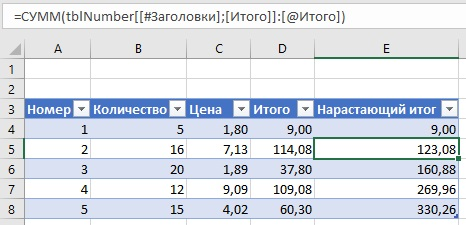 =СУММ(tblNumber[[#Заголовки];[Итого]]:[@Итого])
A B C D E
1
2
3 Номер Количество Цена Итого Нарастающий итог
4 1 5 1,80 9,00 9,00
5 2 16 7,13 114,08 123,08
6 3 20 1,89 37,80 160,88
7 4 12 9,09 109,08 269,96
8 5 15 4,02 60,30 330,26